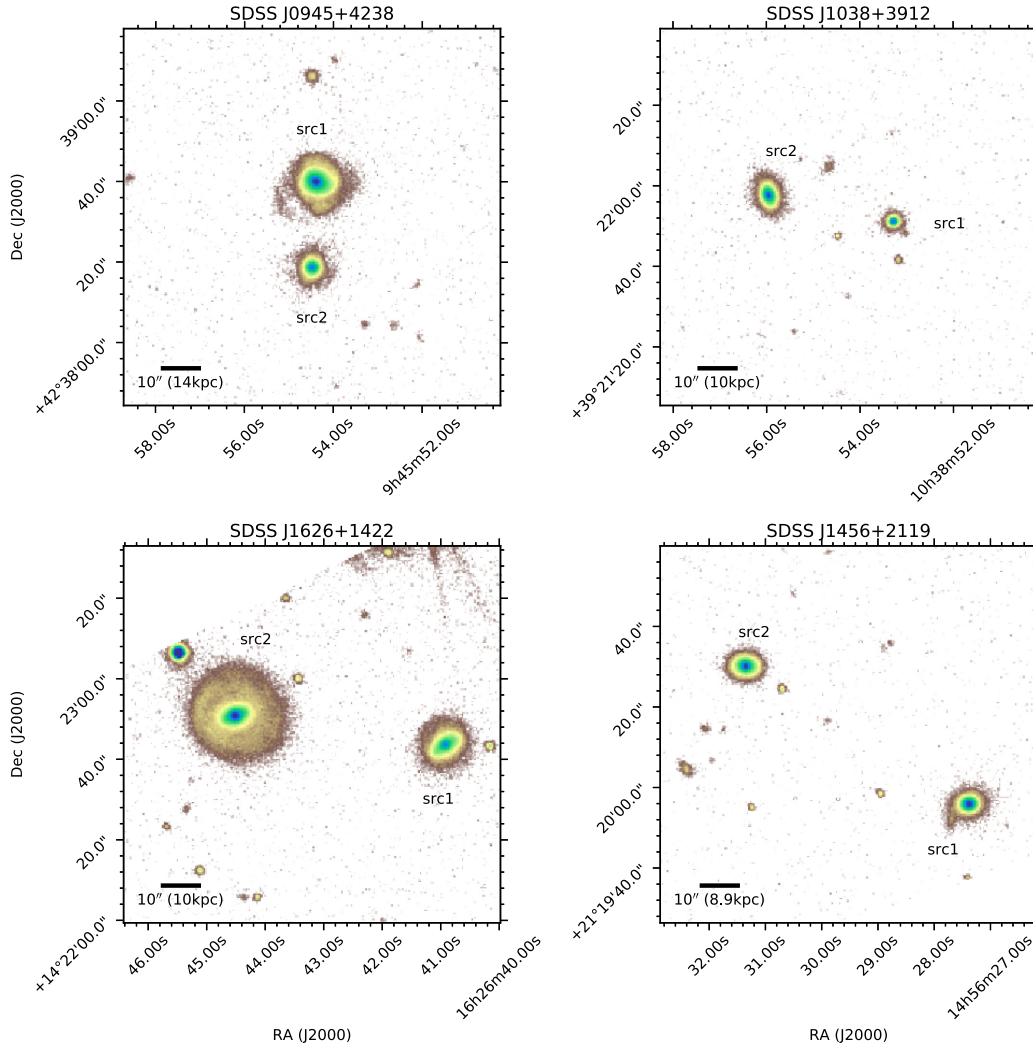 SDSS J0945+4238
SDSS J1038+3912
Dec (J2000)
39'00.0"
40.0"
20.0"
+42°38'00.0"
src1
src2
10″ (14kpc)
58.00s
56.00s
54.00s
9h45m52.00s
20.0"
22'00.0"
40.0"
+39°21'20.0"
src2
src1
10″ (10kpc)
58.00s
56.00s
54.00s
10h38m52.00s
SDSS J1626+1422
SDSS J1456+2119
Dec (J2000)
20.0"
23'00.0"
40.0"
20.0"
+14°22'00.0"
src2
src1
10″ (10kpc)
46.00s
45.00s
44.00s
43.00s
42.00s
41.00s
16h26m40.00s
RA (J2000)
40.0"
20.0"
20'00.0"
+21°19'40.0"
src2
src1
10″ (8.9kpc)
32.00s
31.00s
30.00s
29.00s
28.00s
14h56m27.00s
RA (J2000)